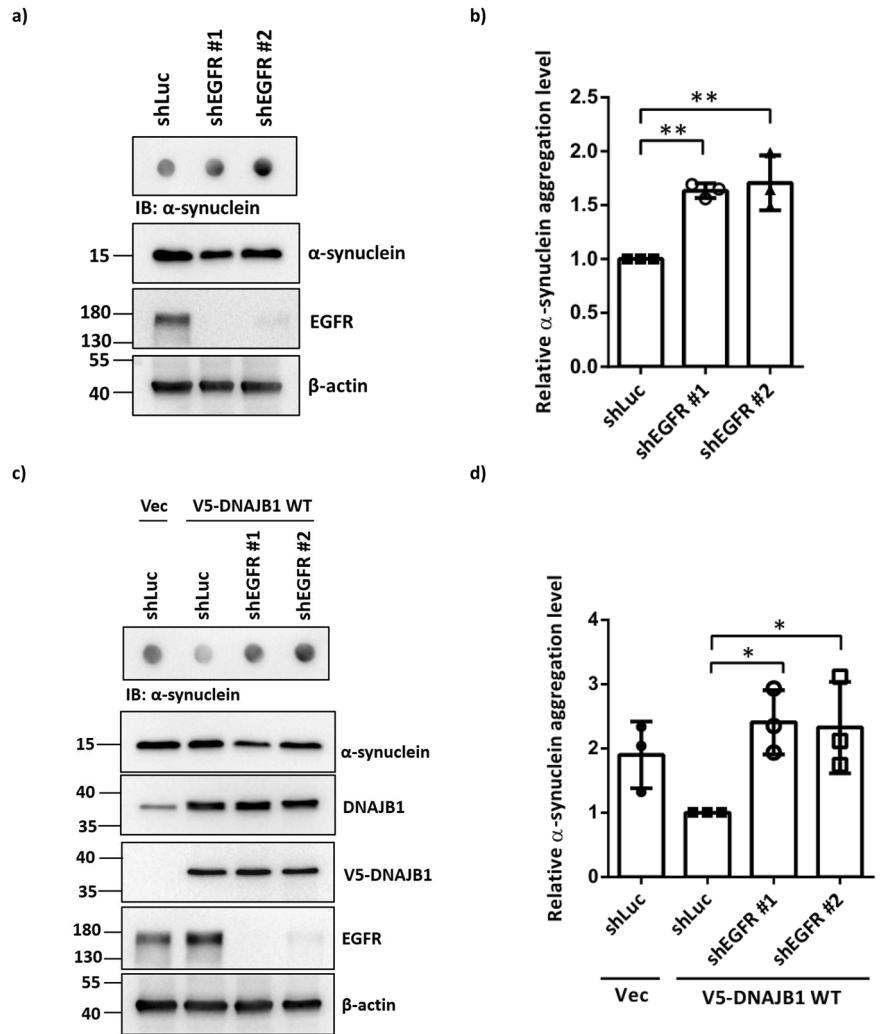 a)
shLuc
shEGFR #1
shEGFR #2
IB: α-synuclein
15
α-synuclein
180
130
EGFR
55
40
β-actin
b)
Relative α-synuclein aggregation level
2.5
2.0
1.5
1.0
0.5
0.0
**
**
shLuc
shEGFR #1
shEGFR #2
c)
Vec
V5-DNAJB1 WT
shLuc
shLuc
shEGFR #1
shEGFR #2
IB: α-synuclein
15
α-synuclein
40
35
DNAJB1
40
35
V5-DNAJB1
180
130
EGFR
55
40
β-actin
d)
Relative α-synuclein aggregation level
4
3
2
1
0
*
*
shLuc
shLuc
shEGFR #1
shEGFR #2
Vec
V5-DNAJB1 WT